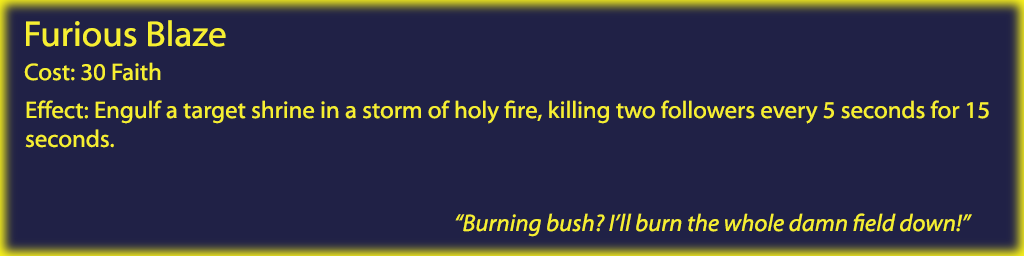 Furious Blaze
Cost: 30 Faith
Effect: Engulf a target shrine in a storm of holy fire, killing two followers every 5 seconds for 15
seconds.
“Burning bush? I’ll burn the whole damn field down!”